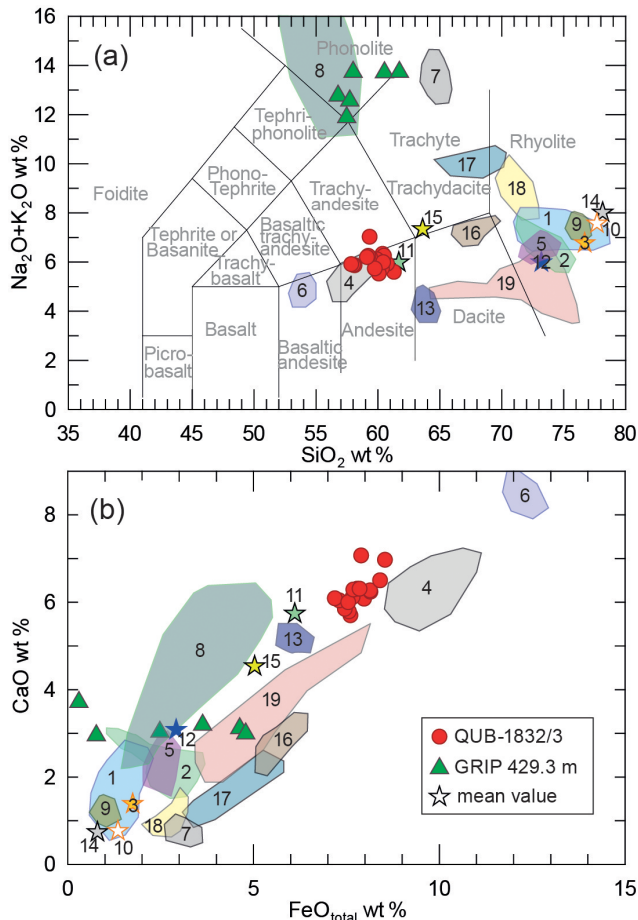 16
14
12
10
8
6
4
2
0
Na₂O+K₂O wt %
(a)
Phonolite
8
7
Tephri-
phonolite
Trachyte
Rhyolite
17
Foidite
Phono-
Tephrite
Trachy-
andesite
Trachydacite
18
14
15
1
9
10
16
3
Tephrite or
Basanite
Basaltic
trachy-
andesite
5
11
12
2
Trachy-
basalt
6
4
19
13
Basalt
Andesite
Dacite
Picro-
basalt
Basaltic
andesite
35
40
45
50
55
60
65
70
75
80
SiO₂ wt %
8
6
4
2
0
CaO wt %
(b)
6
4
11
13
8
15
19
12
5
16
1
2
17
3
9
18
7
14
10
QUB-1832/3
GRIP 429.3 m
mean value
0
5
10
15
FeO_total wt %